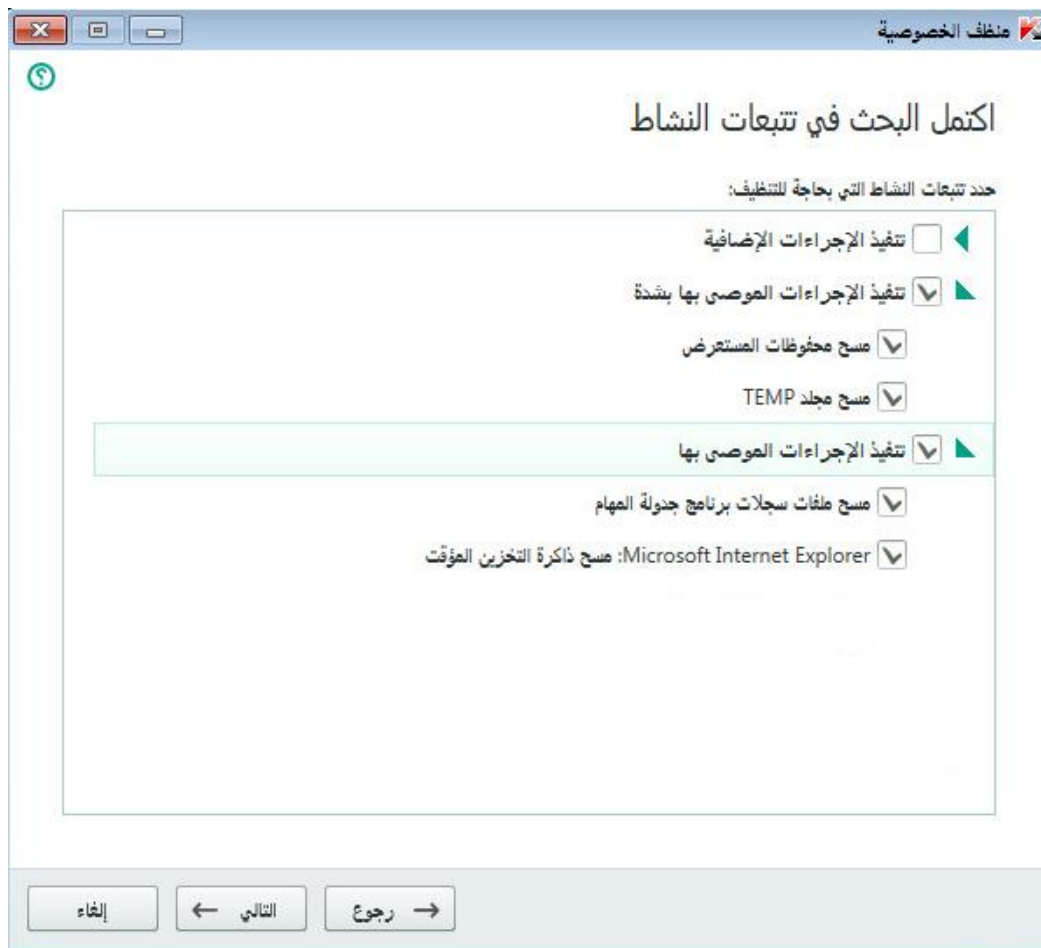 منظف الخصوصية
اكتمل البحث في تتبعات النشاط
حدد تتبعات النشاط التي بحاجة للتنظيف:
تنفيذ الإجراءات الإضافية
تنفيذ الإجراءات الموصى بها بشدة
مسح محفوظات المستعرض
مسح مجلد TEMP
تنفيذ الإجراءات الموصى بها
مسح ملفات سجلات برنامج جدولة المهام
Microsoft Internet Explorer: مسح ذاكرة التخزين المؤقت
رجوع
التالي
إلغاء